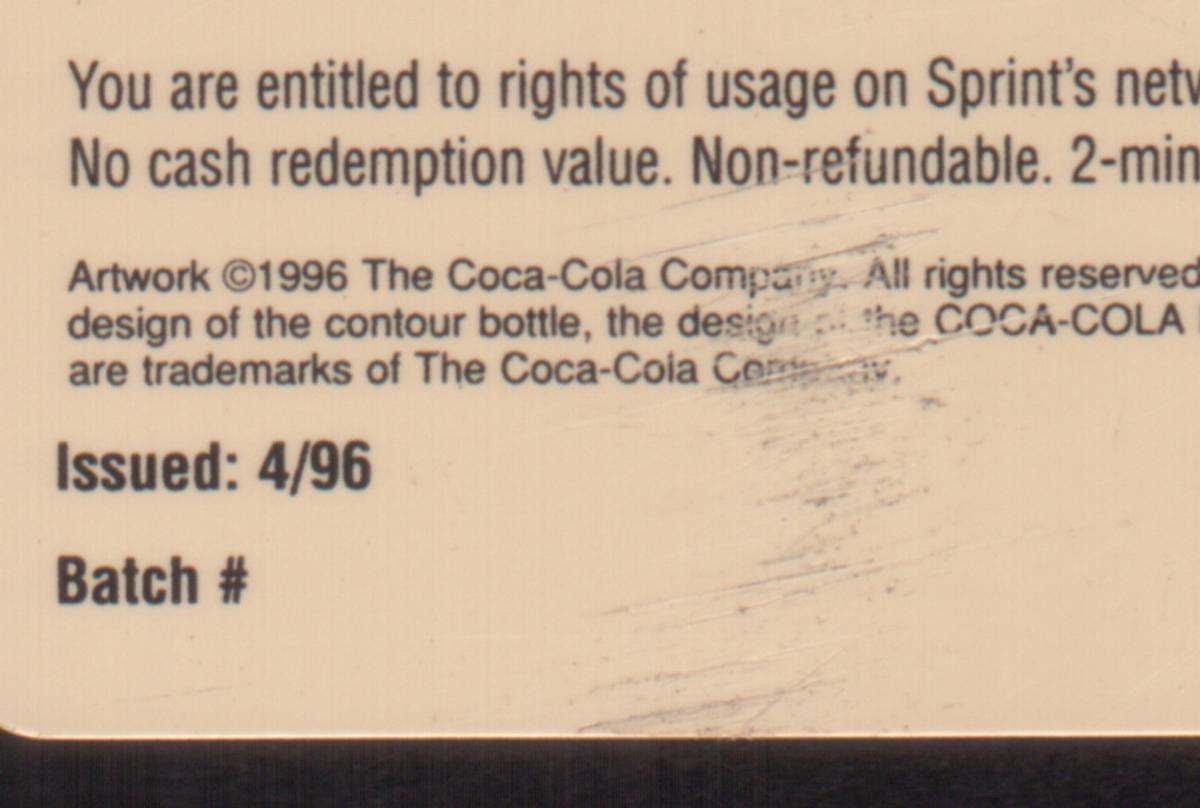 You are entitled to rights of usage on Sprint's netw
No cash redemption value. Non-refundable. 2-min
Artwork ©1996 The Coca-Cola Company. All rights reserved
design of the contour bottle, the design of the COCA-COLA
are trademarks of The Coca-Cola Company.
Issued: 4/96
Batch #